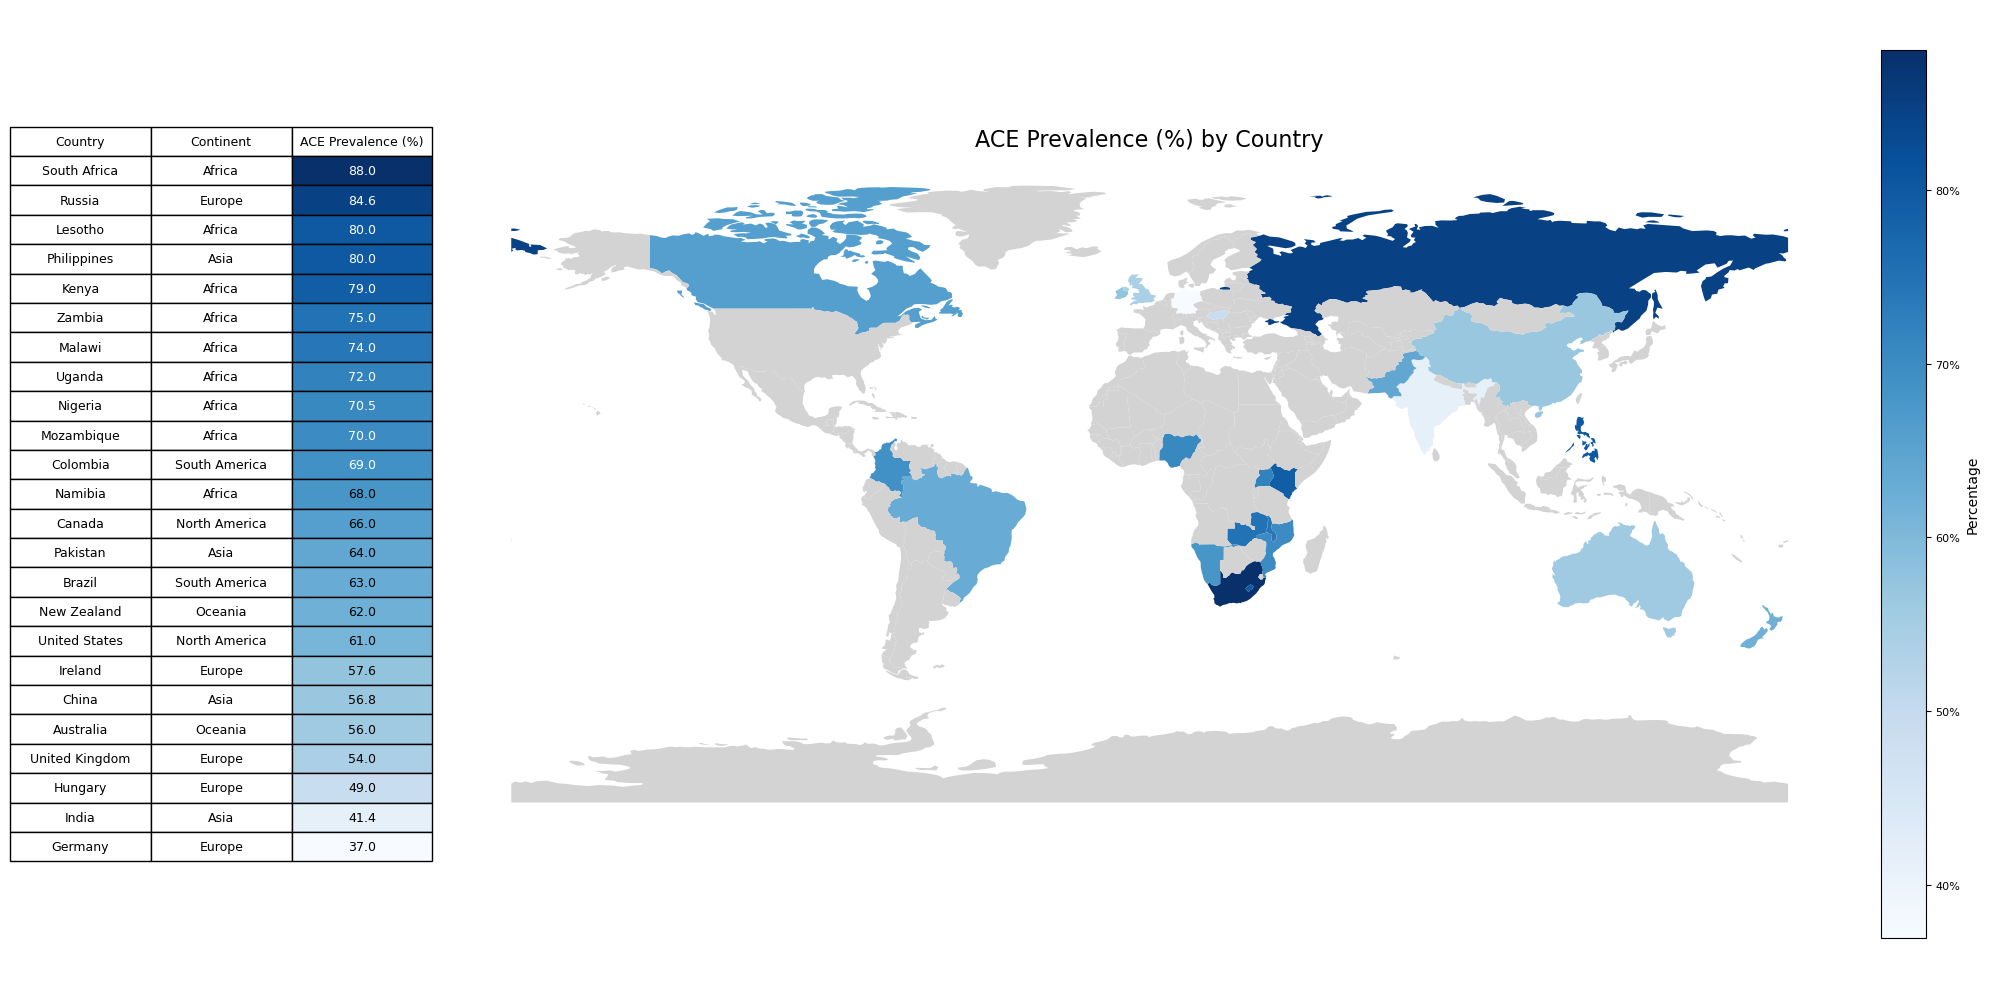 ACE Prevalence (%) by Country
Country Continent ACE Prevalence (%)
South Africa Africa 88.0
Russia Europe 84.6
Lesotho Africa 80.0
Philippines Asia 80.0
Kenya Africa 79.0
Zambia Africa 75.0
Malawi Africa 74.0
Uganda Africa 72.0
Nigeria Africa 70.5
Mozambique Africa 70.0
Colombia South America 69.0
Namibia Africa 68.0
Canada North America 66.0
Pakistan Asia 64.0
Brazil South America 63.0
New Zealand Oceania 62.0
United States North America 61.0
Ireland Europe 57.6
China Asia 56.8
Australia Oceania 56.0
United Kingdom Europe 54.0
Hungary Europe 49.0
India Asia 41.4
Germany Europe 37.0
80%
70%
60%
50%
40%
Percentage